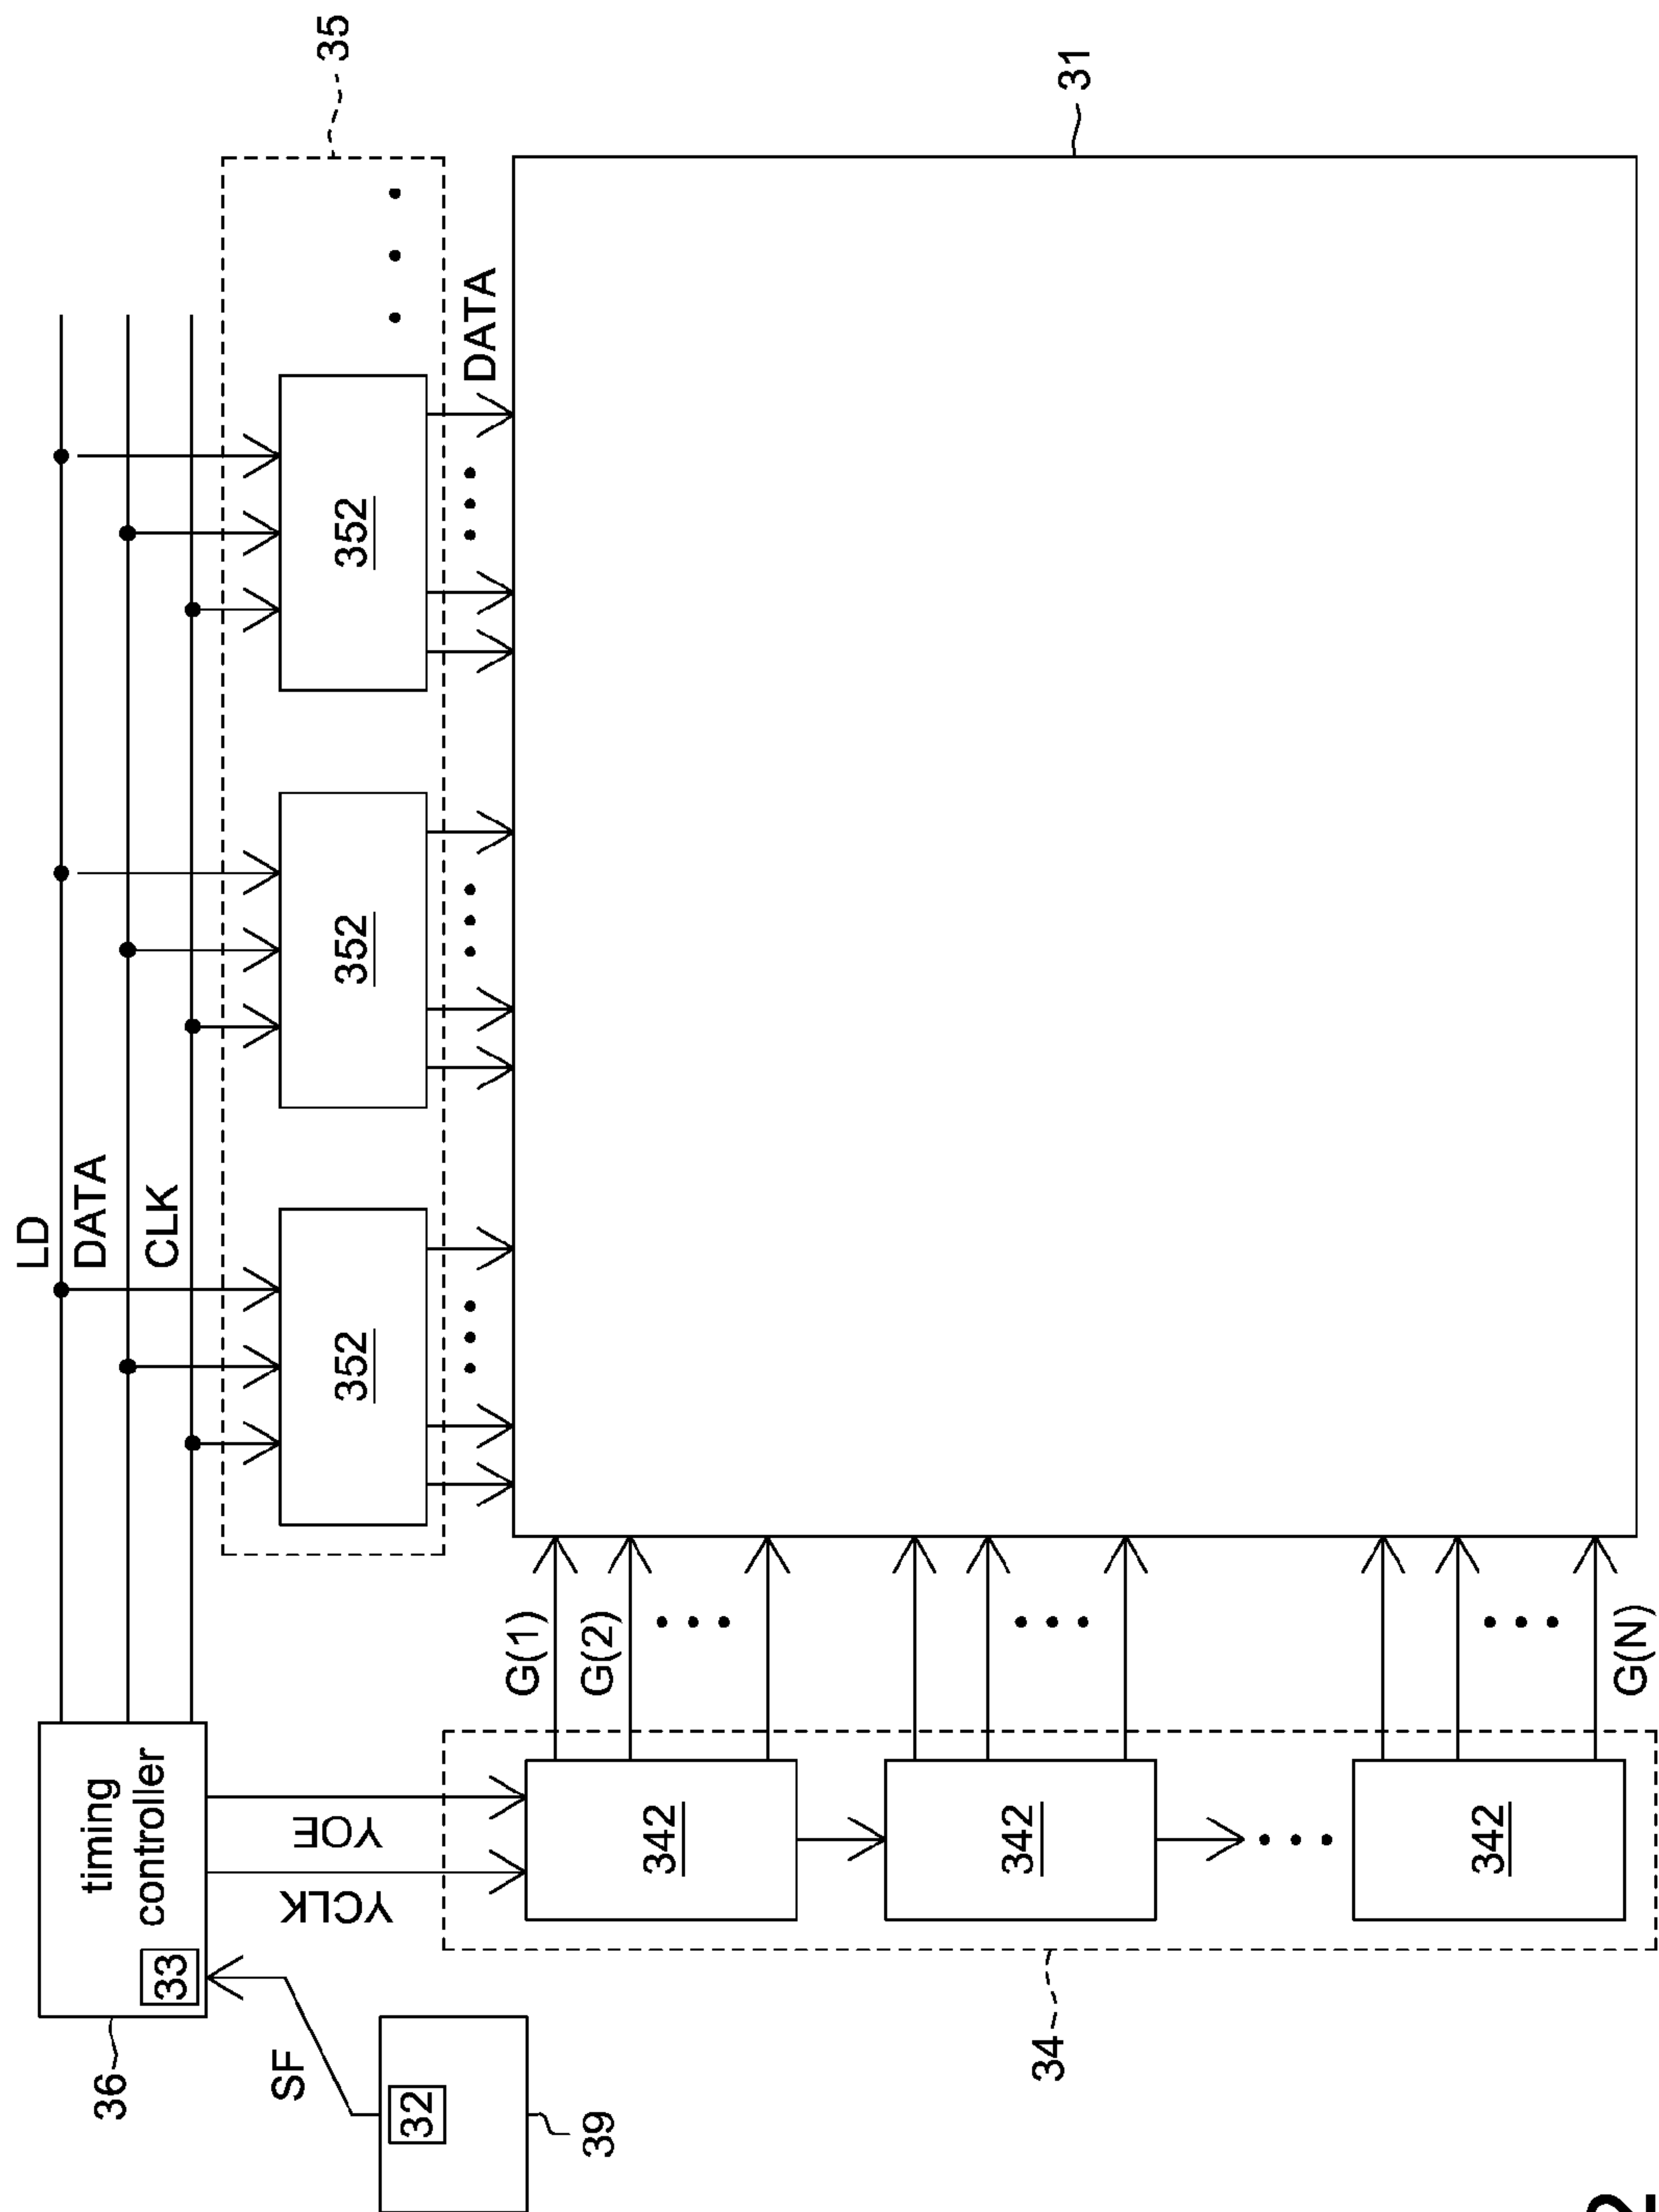 LD
DATA
CLK
35
timing
controller
33
36
SF
32
39
YCLK
YOE
352
352
352
DATA
G(1)
G(2)
G(N)
342
342
342
34
31
2